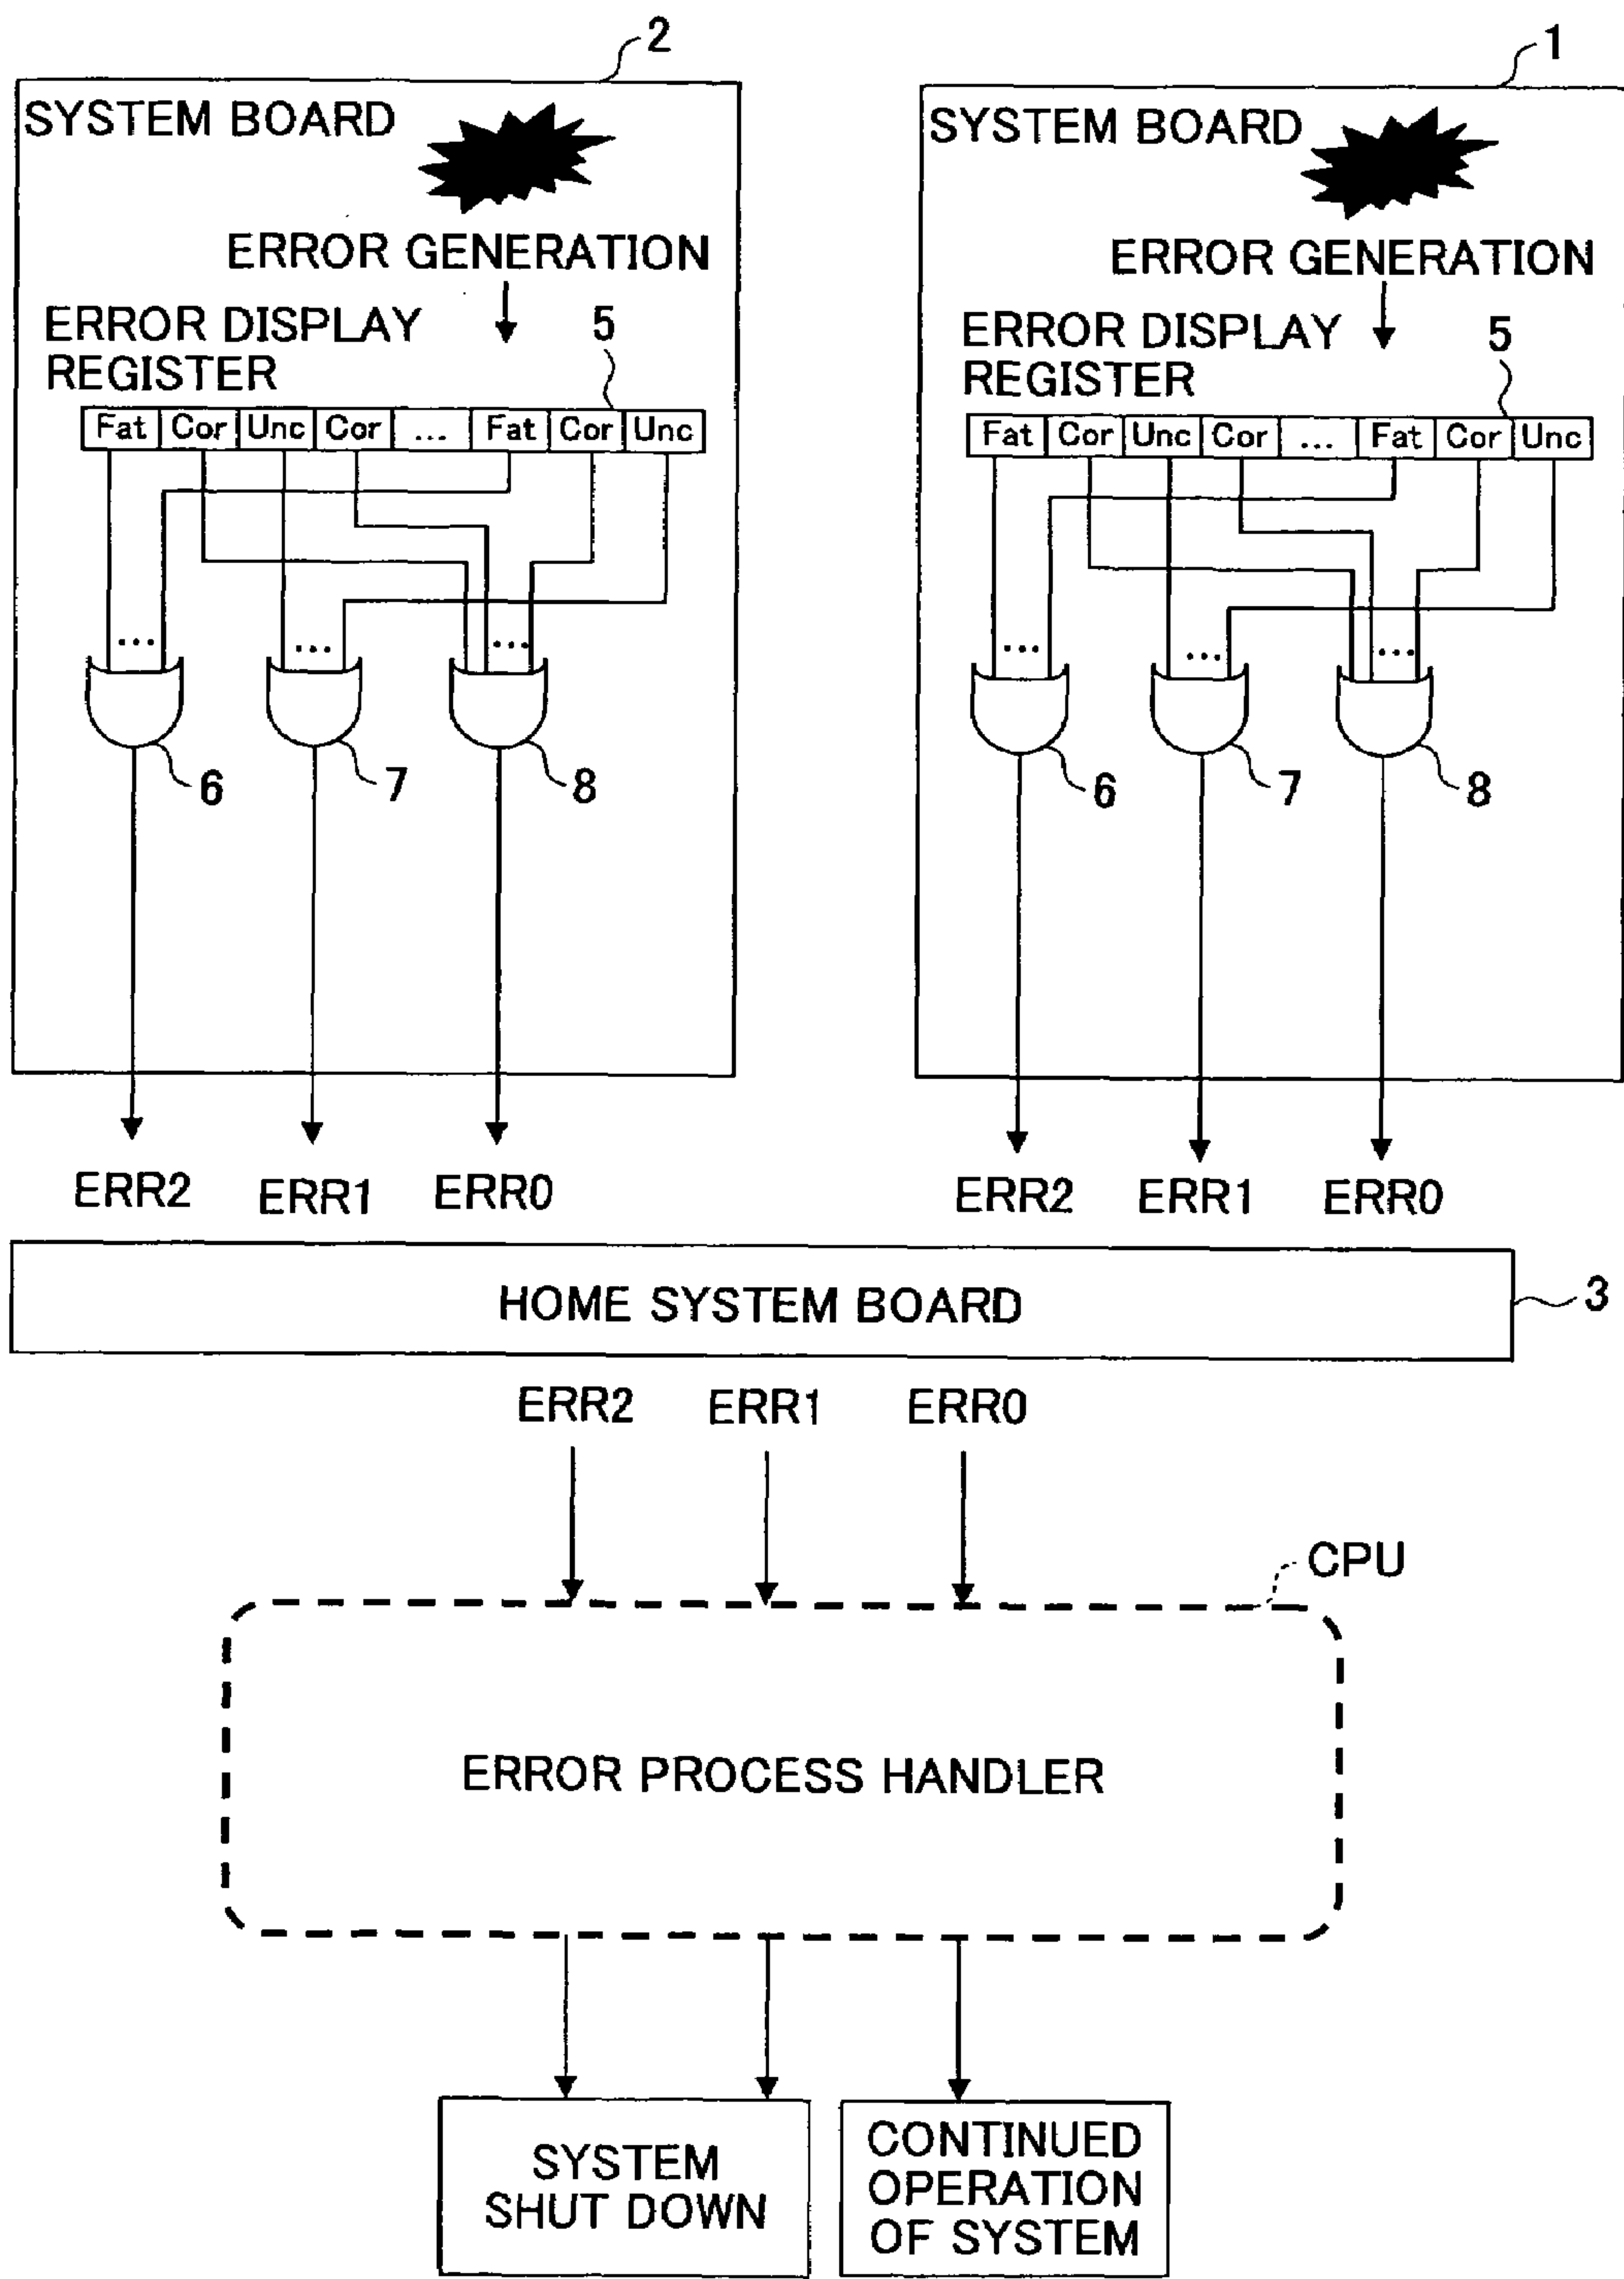 2
1
SYSTEM BOARD
SYSTEM BOARD
ERROR GENERATION
ERROR GENERATION
ERROR DISPLAY
REGISTER
5
ERROR DISPLAY
REGISTER
5
Fat Cor Unc Cor ... Fat Cor Unc
Fat Cor Unc Cor ... Fat Cor Unc
... ... ...
... ... ...
6 7 8
6 7 8
ERR2 ERR1 ERR0
ERR2 ERR1 ERR0
HOME SYSTEM BOARD
3
ERR2 ERR1 ERR0
CPU
ERROR PROCESS HANDLER
SYSTEM
SHUT DOWN
CONTINUED
OPERATION
OF SYSTEM